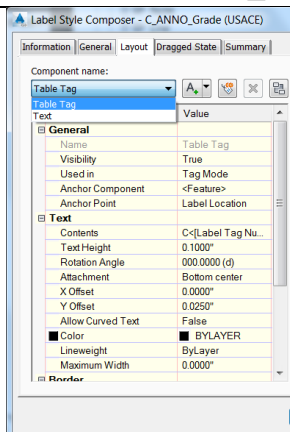 Label Style Composer - C_ANNO_Grade (USACE)
Information General Layout Dragged State Summary
Component name:
Table Tag
Table Tag
Text
Value
General
Name Table Tag
Visibility True
Used in Tag Mode
Anchor Component <Feature>
Anchor Point Label Location
Text
Contents C<[Label Tag Nu...
Text Height 0.1000"
Rotation Angle 000.0000 (d)
Attachment Bottom center
X Offset 0.0000"
Y Offset 0.0250"
Allow Curved Text False
Color BYLAYER
Lineweight ByLayer
Maximum Width 0.0000"
Border